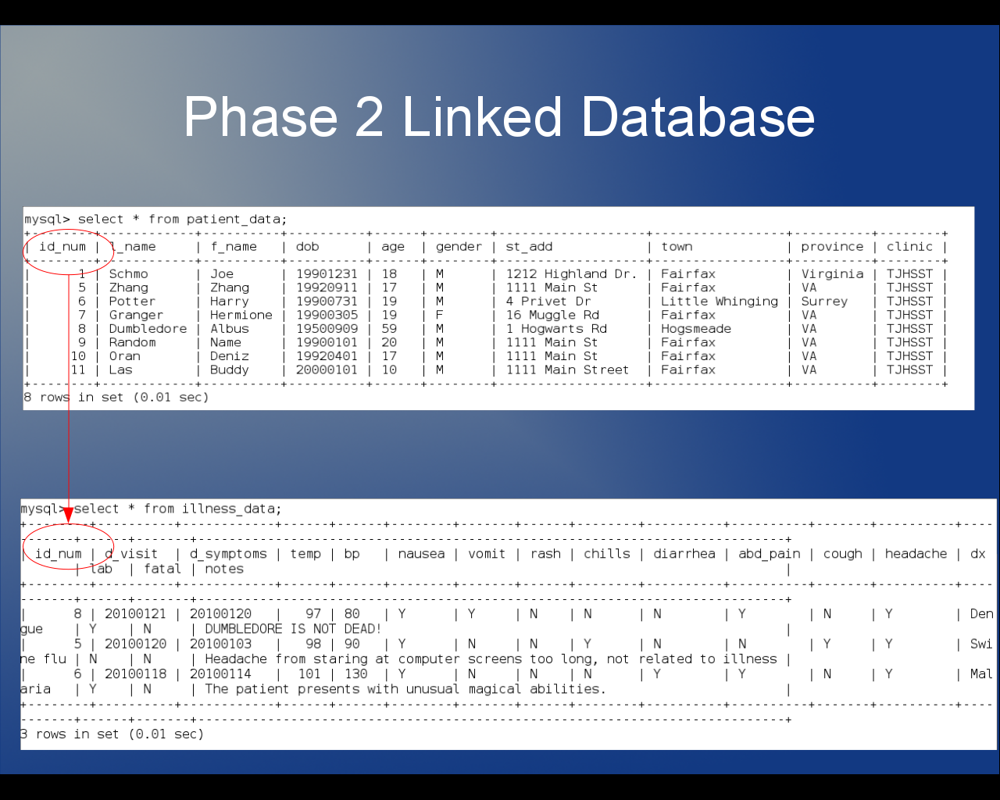 Phase 2 Linked Database
mysql> select * from patient_data;
+---------+------------+----------+----------+------+--------+-------------------+-----------------+----------+--------+
| id_num | l_name | f_name | dob | age | gender | st_add | town | province | clinic |
+---------+------------+----------+----------+------+--------+-------------------+-----------------+----------+--------+
| 1 | Schmo | Joe | 19901231 | 18 | M | 1212 Highland Dr. | Fairfax | Virginia | TJHSST |
| 5 | Zhang | Zhang | 19920911 | 17 | M | 1111 Main St | Fairfax | VA | TJHSST |
| 6 | Potter | Harry | 19900731 | 19 | M | 4 Privet Dr | Little Whinging | Surrey | TJHSST |
| 7 | Granger | Hermione | 19900305 | 19 | F | 16 Muggle Rd | Fairfax | VA | TJHSST |
| 8 | Dumbledore | Albus | 19500909 | 59 | M | 1 Hogwarts Rd | Hogsmeade | VA | TJHSST |
| 9 | Random | Name | 19900101 | 20 | M | 1111 Main St | Fairfax | VA | TJHSST |
| 10 | Oran | Deniz | 19920401 | 17 | M | 1111 Main St | Fairfax | VA | TJHSST |
| 11 | Las | Buddy | 20000101 | 10 | M | 1111 Main Street | Fairfax | VA | TJHSST |
+---------+------------+----------+----------+------+--------+-------------------+-----------------+----------+--------+
8 rows in set (0.01 sec)
mysql> select * from illness_data;
+--------+----------+------------+------+------+--------+-------+------+--------+----------+----------+-------+----------+----
-------+------+-------+----------------------------------------------------------------------------+
| id_num | d_visit | d_symptoms | temp | bp | nausea | vomit | rash | chills | diarrhea | abd_pain | cough | headache | dx
| lab | fatal | notes |
+--------+----------+------------+------+------+--------+-------+------+--------+----------+----------+-------+----------+----
-------+------+-------+----------------------------------------------------------------------------+
| 8 | 20100121 | 20100120 | 97 | 80 | Y | Y | N | N | N | Y | N | Y | Den
gue | Y | N | DUMBLEDORE IS NOT DEAD! |
| 5 | 20100120 | 20100103 | 98 | 90 | Y | N | N | Y | N | N | Y | Y | Swi
ne flu | N | N | Headache from staring at computer screens too long, not related to illness |
| 6 | 20100118 | 20100114 | 101 | 130 | Y | N | N | N | Y | Y | N | Y | Mal
aria | Y | N | The patient presents with unusual magical abilities. |
+--------+----------+------------+------+------+--------+-------+------+--------+----------+----------+-------+----------+----
-------+------+-------+----------------------------------------------------------------------------+
3 rows in set (0.01 sec)